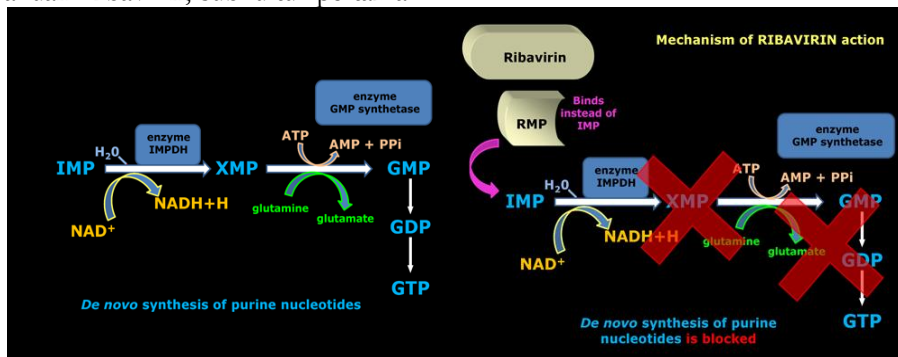 enzyme
GMP synthetase
enzyme
IMPDH
ATP
AMP + PPi
H₂0
IMP
XMP
GMP
NADH+H
glutamine
glutamate
NAD⁺
GDP
GTP
De novo synthesis of purine nucleotides
Mechanism of RIBAVIRIN action
Ribavirin
RMP
Binds
instead of
IMP
enzyme
GMP synthetase
enzyme
IMPDH
ATP
AMP + PPi
H₂0
IMP
XMP
GMP
NADH+H
glutamine
glutamate
NAD⁺
GDP
GTP
De novo synthesis of purine
nucleotides is blocked